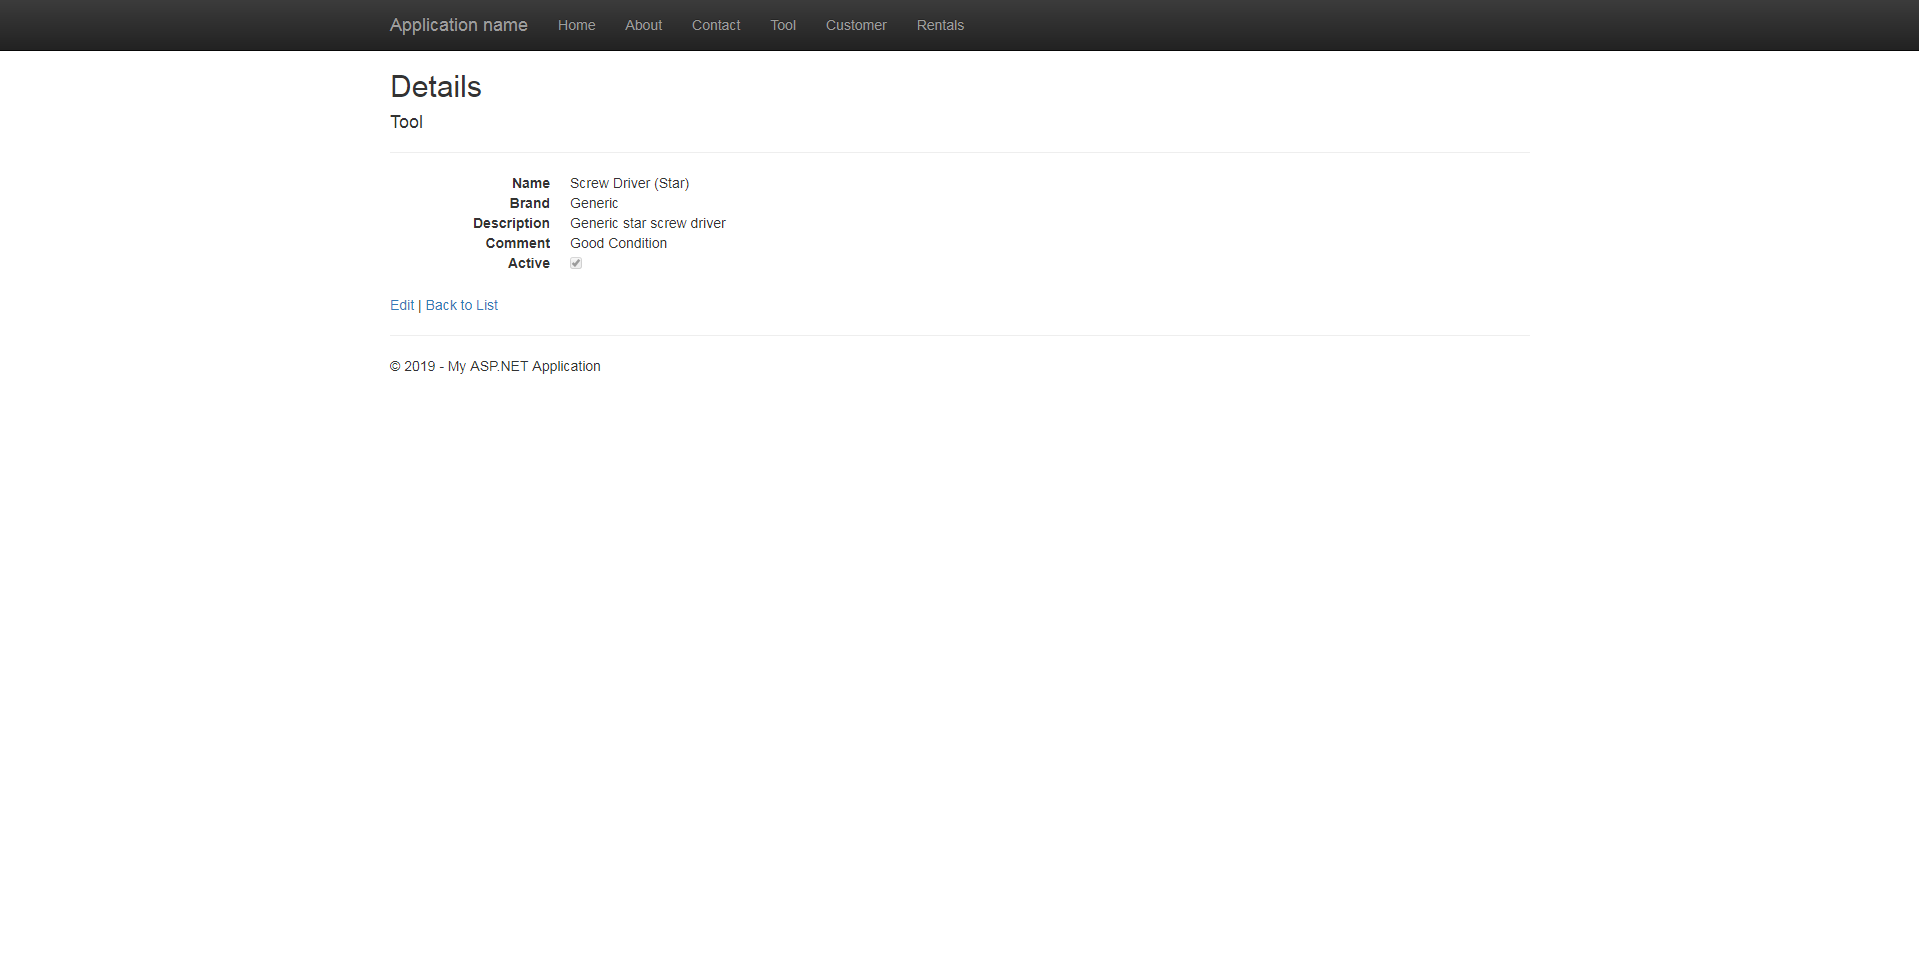 Application name Home About Contact Tool Customer Rentals
Details
Tool
Name Screw Driver (Star)
Brand Generic
Description Generic star screw driver
Comment Good Condition
Active
Edit | Back to List
© 2019 - My ASP.NET Application